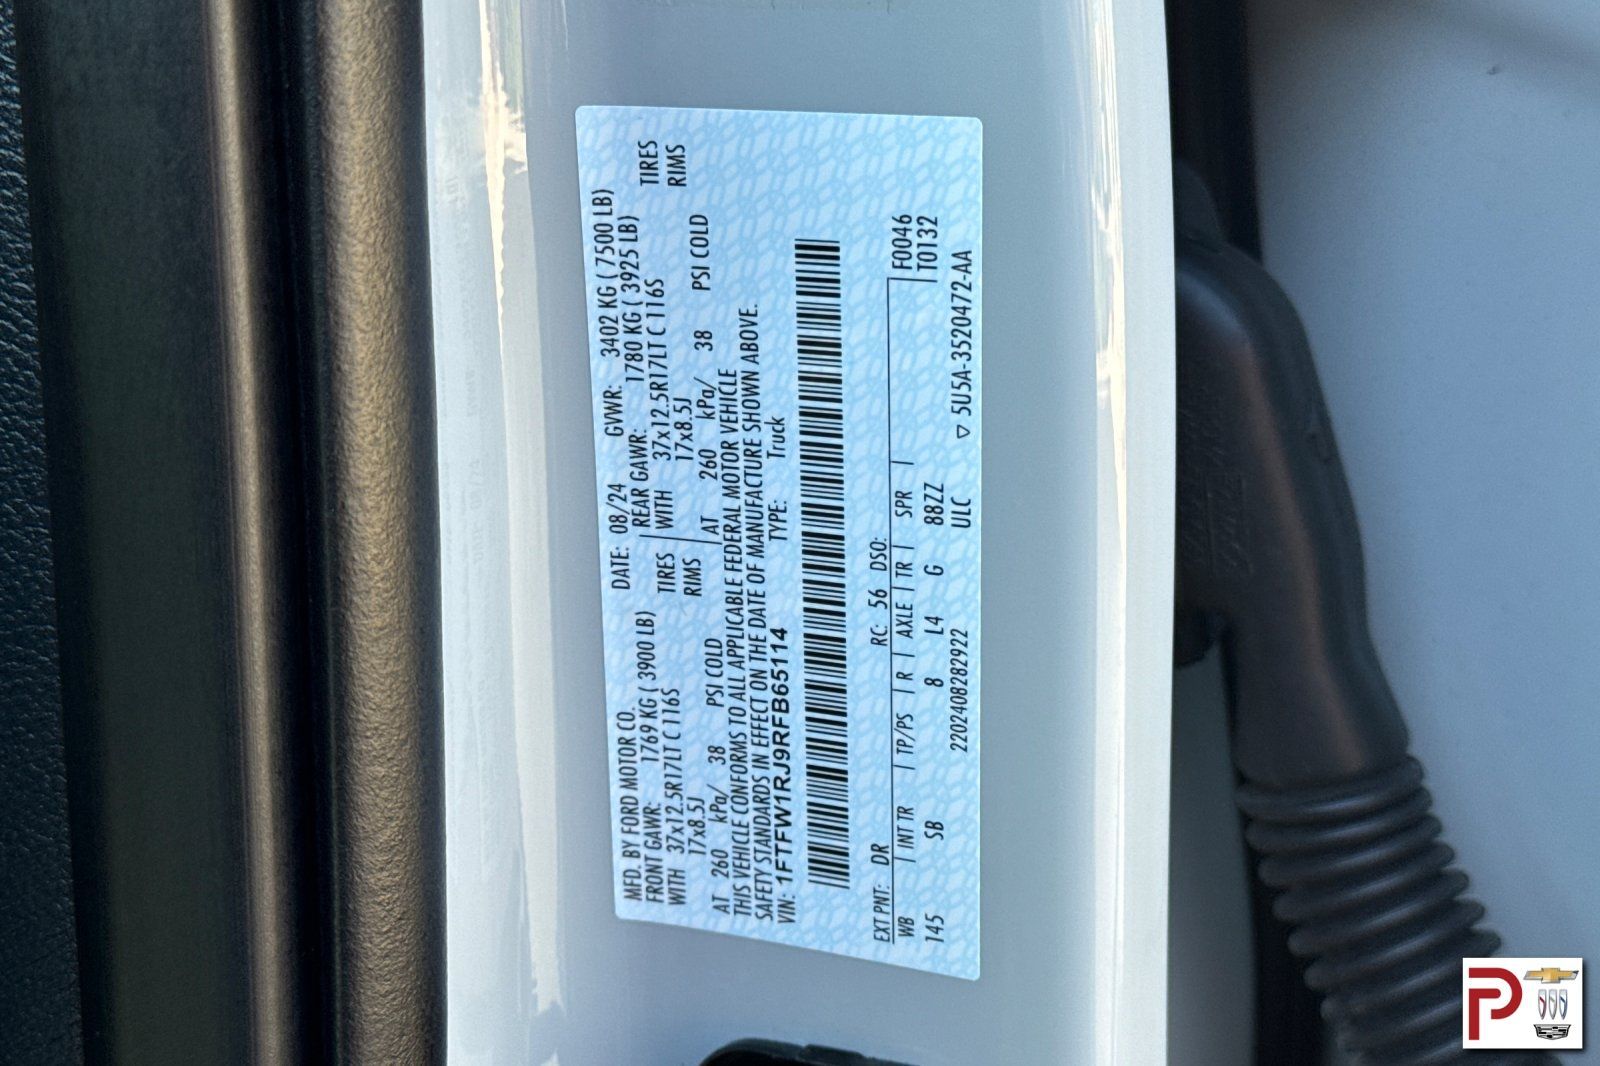 MFD. BY FORD MOTOR CO. DATE: 08/24 GVWR: 3402 KG ( 7500 LB)
FRONT GAWR: 1769 KG ( 3900 LB) REAR GAWR: 1780 KG ( 3925 LB)
WITH 37x12.5R17LT C 116S TIRES WITH 37x12.5R17LT C 116S TIRES
17x8.5J RIMS 17x8.5J RIMS
AT 260 kPa/ 38 PSI COLD AT 260 kPa/ 38 PSI COLD
THIS VEHICLE CONFORMS TO ALL APPLICABLE FEDERAL MOTOR VEHICLE
SAFETY STANDARDS IN EFFECT ON THE DATE OF MANUFACTURE SHOWN ABOVE.
VIN: 1FTFW1RJ9RFB65114 TYPE: Truck
EXT PNT: DR RC: 56 DSO: F0046
WB INT TR TP/PS R AXLE TR SPR T0132
145 SB 8 L4 G 88ZZ
2202408282922 ULC ▽ 5U5A-3520472-AA
P